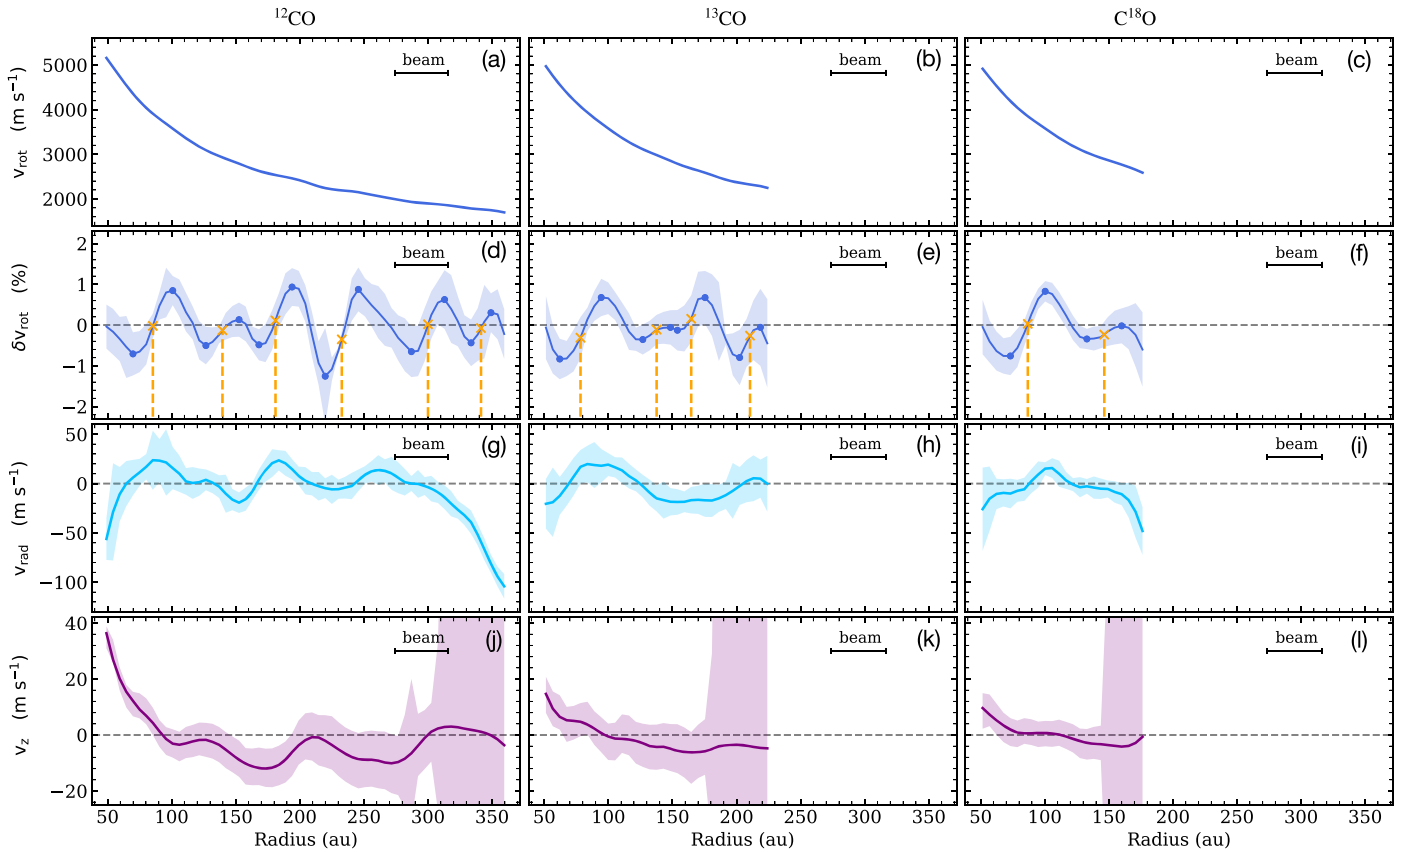 ¹²CO ¹³CO C¹⁸O
5000 4000 3000 2000
v_rot (m s⁻¹)
beam (a)
beam (b)
beam (c)
2 1 0 −1 −2
δv_rot (%)
beam (d)
beam (e)
beam (f)
50 0 −50 −100
v_rad (m s⁻¹)
beam (g)
beam (h)
beam (i)
40 20 0 −20
v_z (m s⁻¹)
beam (j)
beam (k)
beam (l)
50 100 150 200 250 300 350
50 100 150 200 250 300 350
50 100 150 200 250 300 350
Radius (au) Radius (au) Radius (au)